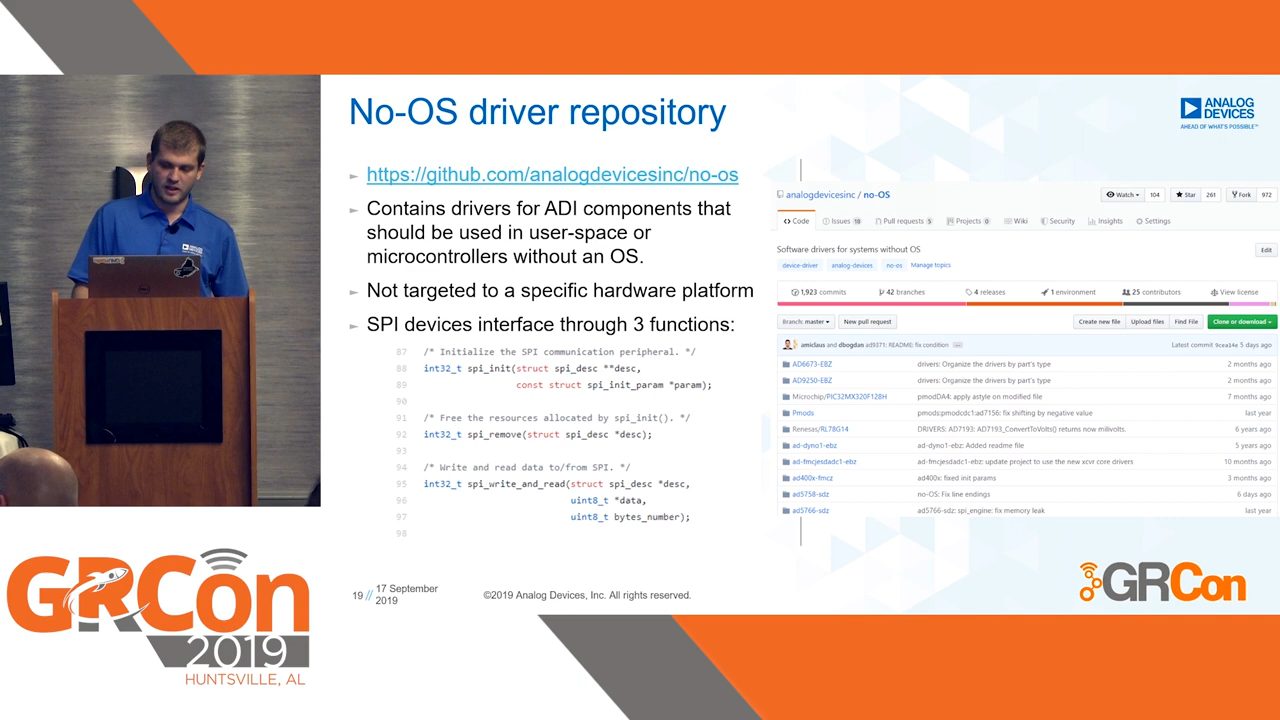 No-OS driver repository
ANALOG
DEVICES
AHEAD OF WHAT'S POSSIBLE™
► https://github.com/analogdevicesinc/no-os
► Contains drivers for ADI components that
should be used in user-space or
microcontrollers without an OS.
► Not targeted to a specific hardware platform
► SPI devices interface through 3 functions:
87 /* Initialize the SPI communication peripheral. */
88 int32_t spi_init(struct spi_desc **desc,
89 const struct spi_init_param *param);
90
91 /* Free the resources allocated by spi_init(). */
92 int32_t spi_remove(struct spi_desc *desc);
93
94 /* Write and read data to/from SPI. */
95 int32_t spi_write_and_read(struct spi_desc *desc,
96 uint8_t *data,
97 uint8_t bytes_number);
98
analogdevicesinc / no-OS
Watch 104 Star 261 Fork 972
Code Issues 18 Pull requests 5 Projects 0 Wiki Security Insights Settings
Software drivers for systems without OS
Edit
device-driver analog-devices no-os Manage topics
1,923 commits 42 branches 4 releases 1 environment 25 contributors View license
Branch: master New pull request Create new file Upload files Find File Clone or download
amiclaus and dbogdan ad9371: README: fix condition Latest commit 9cea14e 5 days ago
AD6673-EBZ drivers: Organize the drivers by part's type 2 months ago
AD9250-EBZ drivers: Organize the drivers by part's type 2 months ago
Microchip/PIC32MX320F128H pmodDA4: apply astyle on modified file 7 months ago
Pmods pmods:pmodcdc1:ad7156: fix shifting by negative value last year
Renesas/RL78G14 DRIVERS: AD7193: AD7193_ConvertToVolts() returns now milivolts. 6 years ago
ad-dyno1-ebz ad-dyno1-ebz: Added readme file 5 years ago
ad-fmcjesdadc1-ebz ad-fmcjesdadc1-ebz: update project to use the new xcvr core drivers 10 months ago
ad400x-fmcz ad400x: fixed init params 3 months ago
ad5758-sdz no-OS: Fix line endings 6 days ago
ad5766-sdz ad5766-sdz: spi_engine: fix memory leak last year
19 // 17 September
2019
©2019 Analog Devices, Inc. All rights reserved.
GRCon
GRCon
2019
HUNTSVILLE, AL